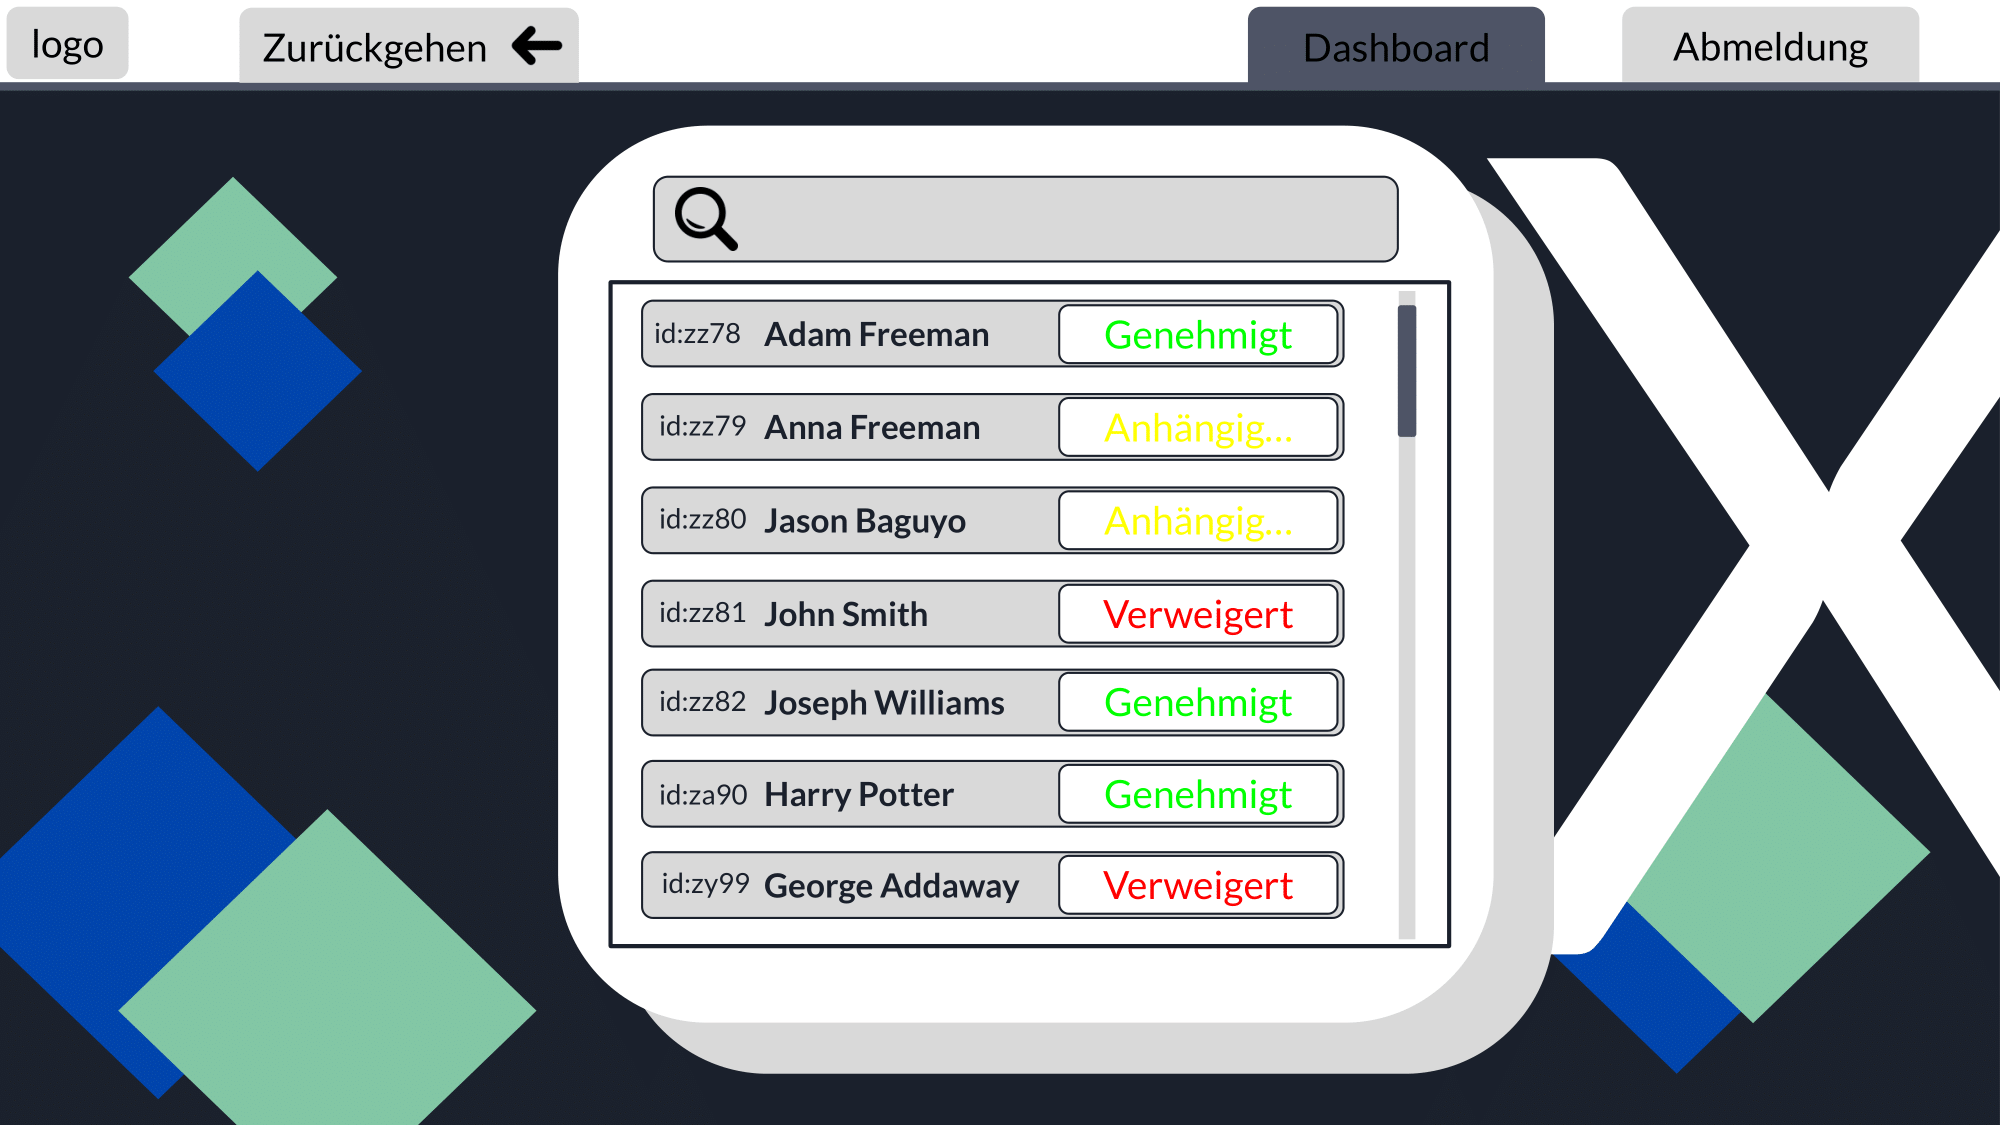 logo
Zurückgehen
Dashboard
Abmeldung
id:zz78 Adam Freeman Genehmigt
id:zz79 Anna Freeman Anhängig...
id:zz80 Jason Baguyo Anhängig...
id:zz81 John Smith Verweigert
id:zz82 Joseph Williams Genehmigt
id:za90 Harry Potter Genehmigt
id:zy99 George Addaway Verweigert
X